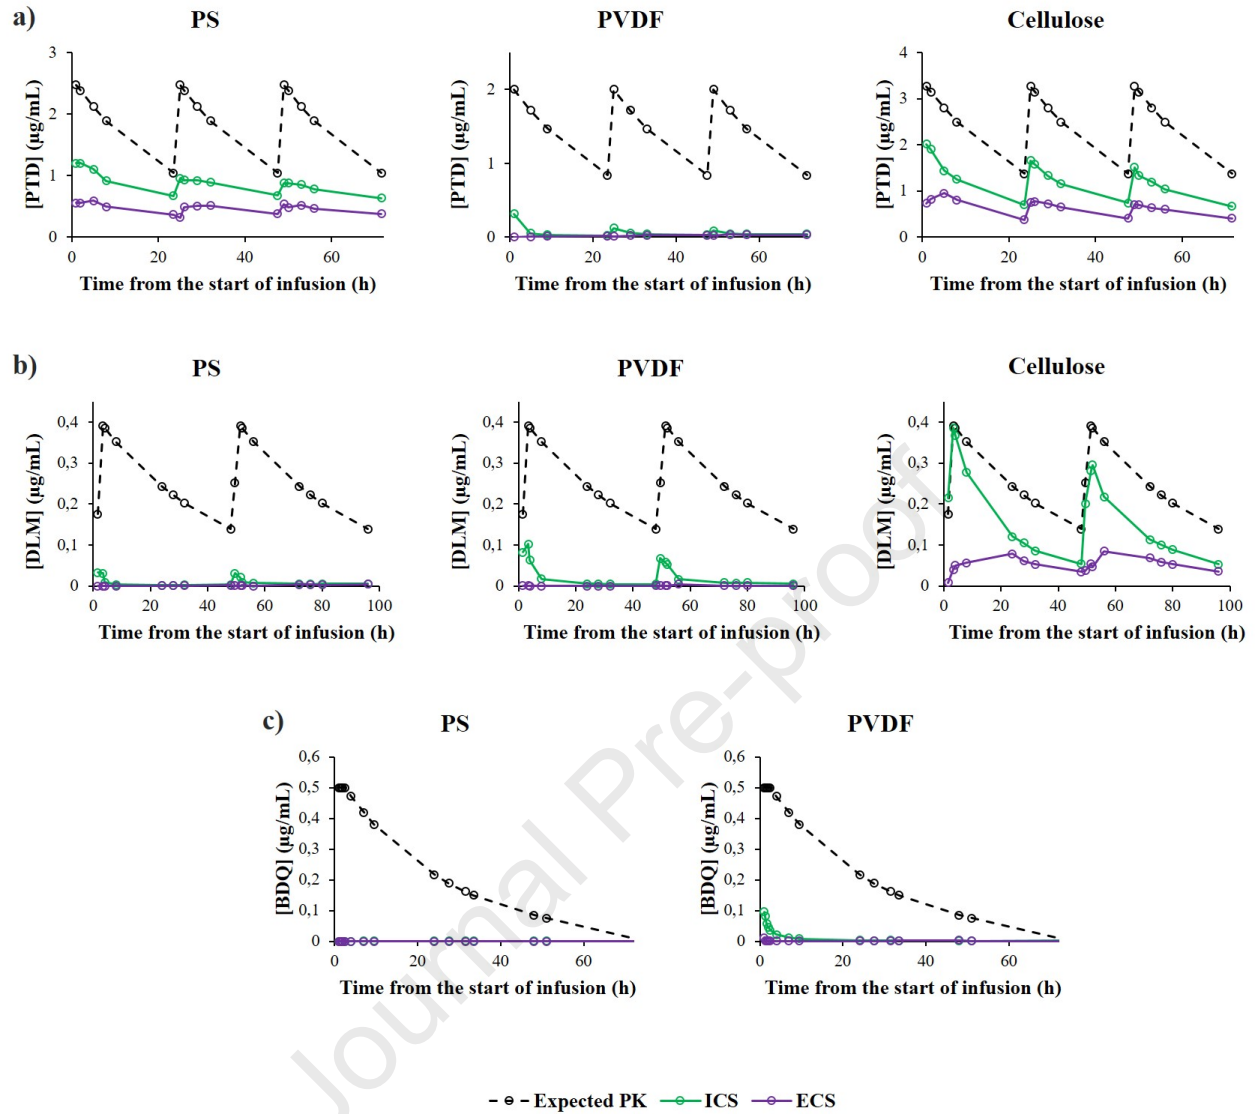 a)
PS
PVDF
Cellulose
[PTD] (µg/mL)
3
2
1
0
0
20
40
60
Time from the start of infusion (h)
[PTD] (µg/mL)
2
1
0
0
20
40
60
Time from the start of infusion (h)
[PTD] (µg/mL)
4
3
2
1
0
0
20
40
60
Time from the start of infusion (h)
b)
PS
PVDF
Cellulose
[DLM] (µg/mL)
0,4
0,3
0,2
0,1
0
0
20
40
60
80
100
Time from the start of infusion (h)
[DLM] (µg/mL)
0,4
0,3
0,2
0,1
0
0
20
40
60
80
100
Time from the start of infusion (h)
[DLM] (µg/mL)
0,4
0,3
0,2
0,1
0
0
20
40
60
80
100
Time from the start of infusion (h)
c)
PS
PVDF
[BDQ] (µg/mL)
0,6
0,5
0,4
0,3
0,2
0,1
0
0
20
40
60
Time from the start of infusion (h)
[BDQ] (µg/mL)
0,6
0,5
0,4
0,3
0,2
0,1
0
0
20
40
60
Time from the start of infusion (h)
Journal Pre-proof
Expected PK
ICS
ECS